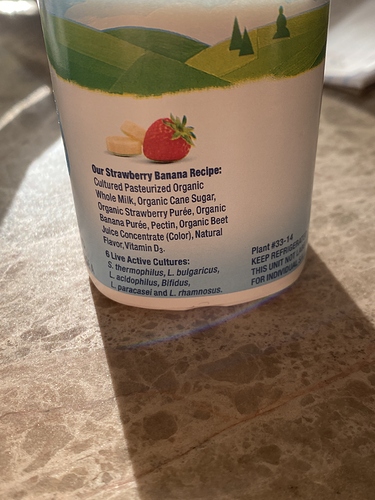 Our Strawberry Banana Recipe:
Cultured Pasteurized Organic
Whole Milk, Organic Cane Sugar,
Organic Strawberry Purée, Organic
Banana Purée, Pectin, Organic Beet
Juice Concentrate (Color), Natural
Flavor, Vitamin D₃.
6 Live Active Cultures:
S. thermophilus, L. bulgaricus,
L. acidophilus, Bifidus,
L. paracasei and L. rhamnosus.
Plant #33-14
KEEP REFRIGE
THIS UNIT NOT
FOR INDIVIDUAL